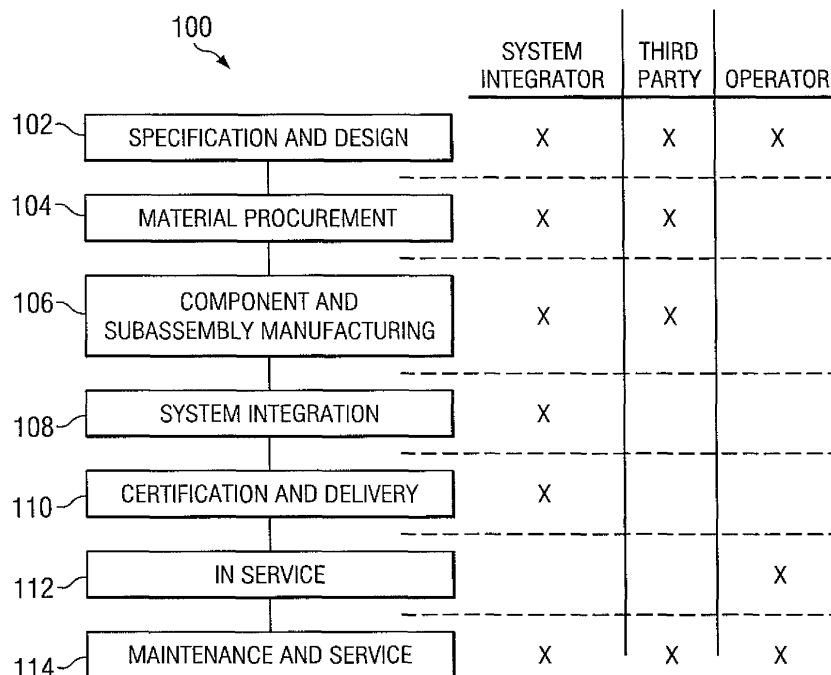 100
SYSTEM INTEGRATOR THIRD PARTY OPERATOR
102 SPECIFICATION AND DESIGN X X X
104 MATERIAL PROCUREMENT X X
106 COMPONENT AND SUBASSEMBLY MANUFACTURING X X
108 SYSTEM INTEGRATION X
110 CERTIFICATION AND DELIVERY X
112 IN SERVICE X
114 MAINTENANCE AND SERVICE X X X